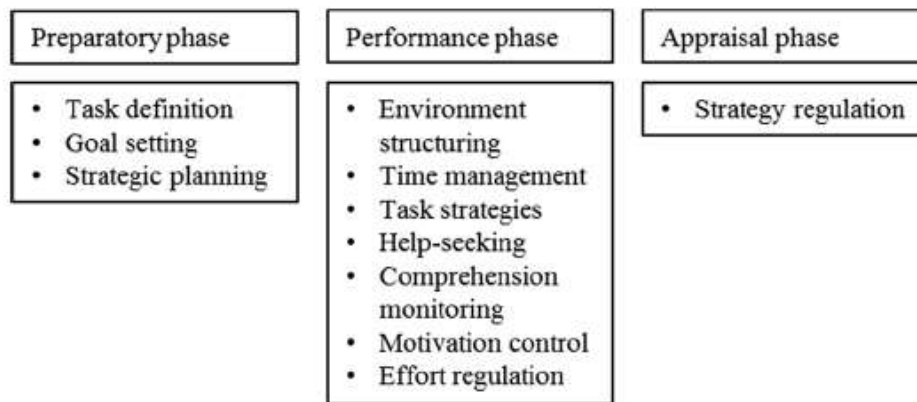 Preparatory phase
• Task definition
• Goal setting
• Strategic planning
Performance phase
• Environment
structuring
• Time management
• Task strategies
• Help-seeking
• Comprehension
monitoring
• Motivation control
• Effort regulation
Appraisal phase
• Strategy regulation